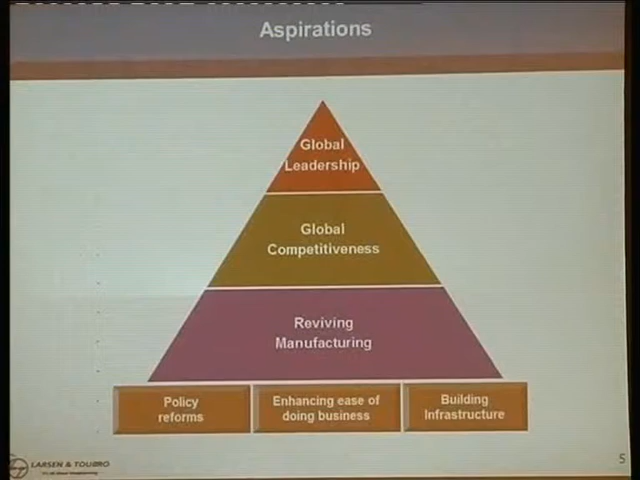 Aspirations
Global
Leadership
Global
Competitiveness
Reviving
Manufacturing
Policy
reforms
Enhancing ease of
doing business
Building
Infrastructure
LARSEN & TOUBRO
5